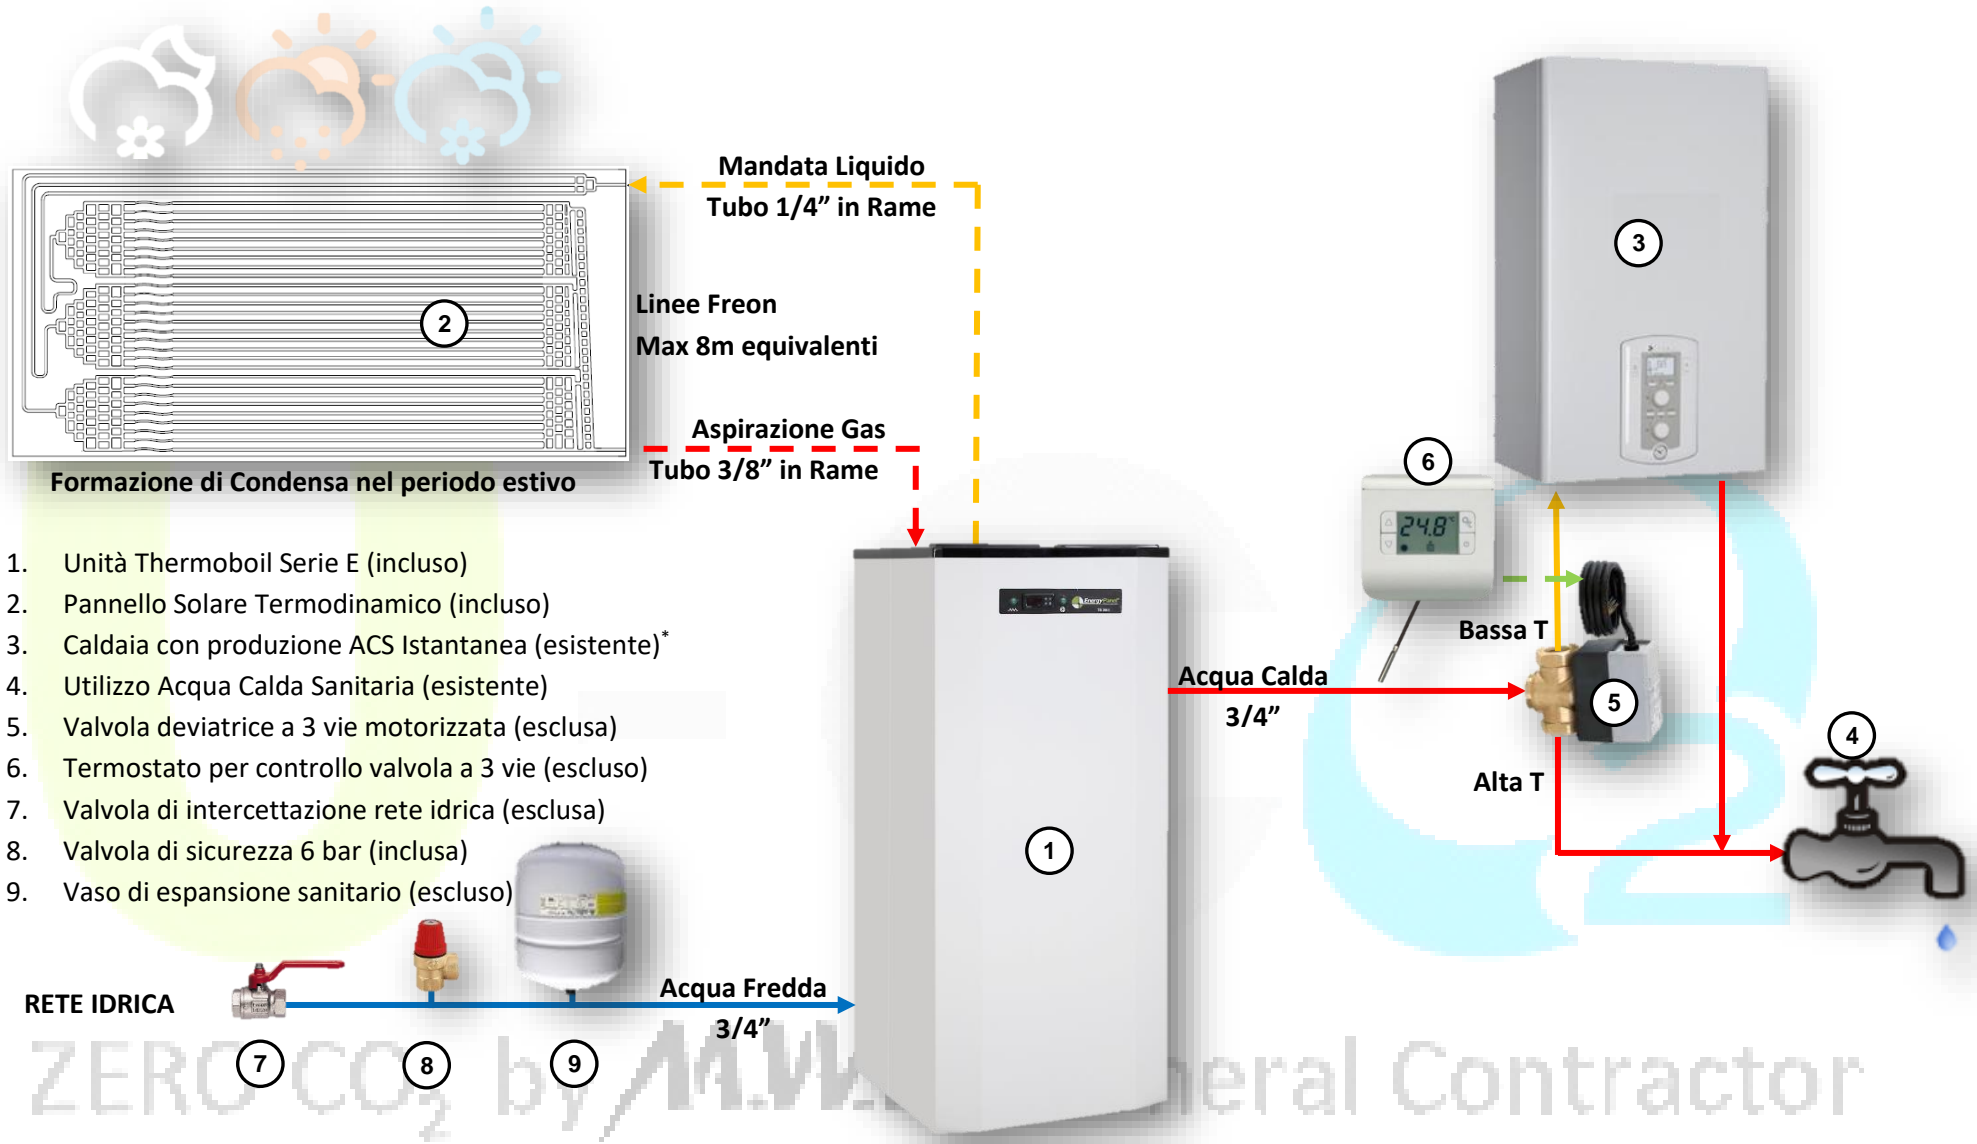 Mandata Liquido
Tubo 1/4” in Rame
Linee Freon
Max 8m equivalenti
Aspirazione Gas
Tubo 3/8” in Rame
Formazione di Condensa nel periodo estivo
1. Unità Thermoboil Serie E (incluso)
2. Pannello Solare Termodinamico (incluso)
3. Caldaia con produzione ACS Istantanea (esistente)*
4. Utilizzo Acqua Calda Sanitaria (esistente)
5. Valvola deviatrice a 3 vie motorizzata (esclusa)
6. Termostato per controllo valvola a 3 vie (escluso)
7. Valvola di intercettazione rete idrica (esclusa)
8. Valvola di sicurezza 6 bar (inclusa)
9. Vaso di espansione sanitario (escluso)
2
3
6
24.8°
EnergyPanel
Bassa T
Acqua Calda
3/4”
5
4
Alta T
1
RETE IDRICA
Acqua Fredda
3/4”
7
8
9
ZERO CO2 by M.W. neral Contractor